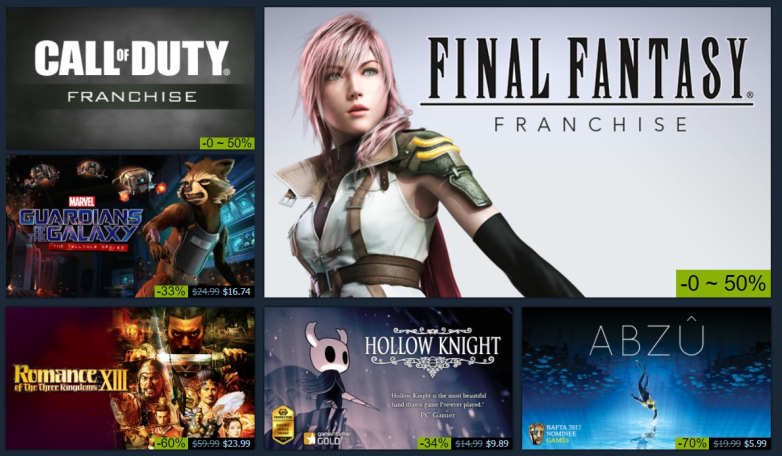 CALL OF DUTY®
FRANCHISE
-0 ~ 50%
FINAL FANTASY®
FRANCHISE
-0 ~ 50%
MARVEL
GUARDIANS
OF THE
GALAXY
THE TELLTALE SERIES
-33% $24.99 $16.74
Romance
of The Three Kingdoms XIII
-60% $59.99 $23.99
HOLLOW KNIGHT
"Hollow Knight is the most beautiful
hand drawn game I've ever played."
PC Gamer
GOLD
-34% $14.99 $9.89
ABZÛ
BAFTA 2017
NOMINEE
GAMES
-70% $19.99 $5.99